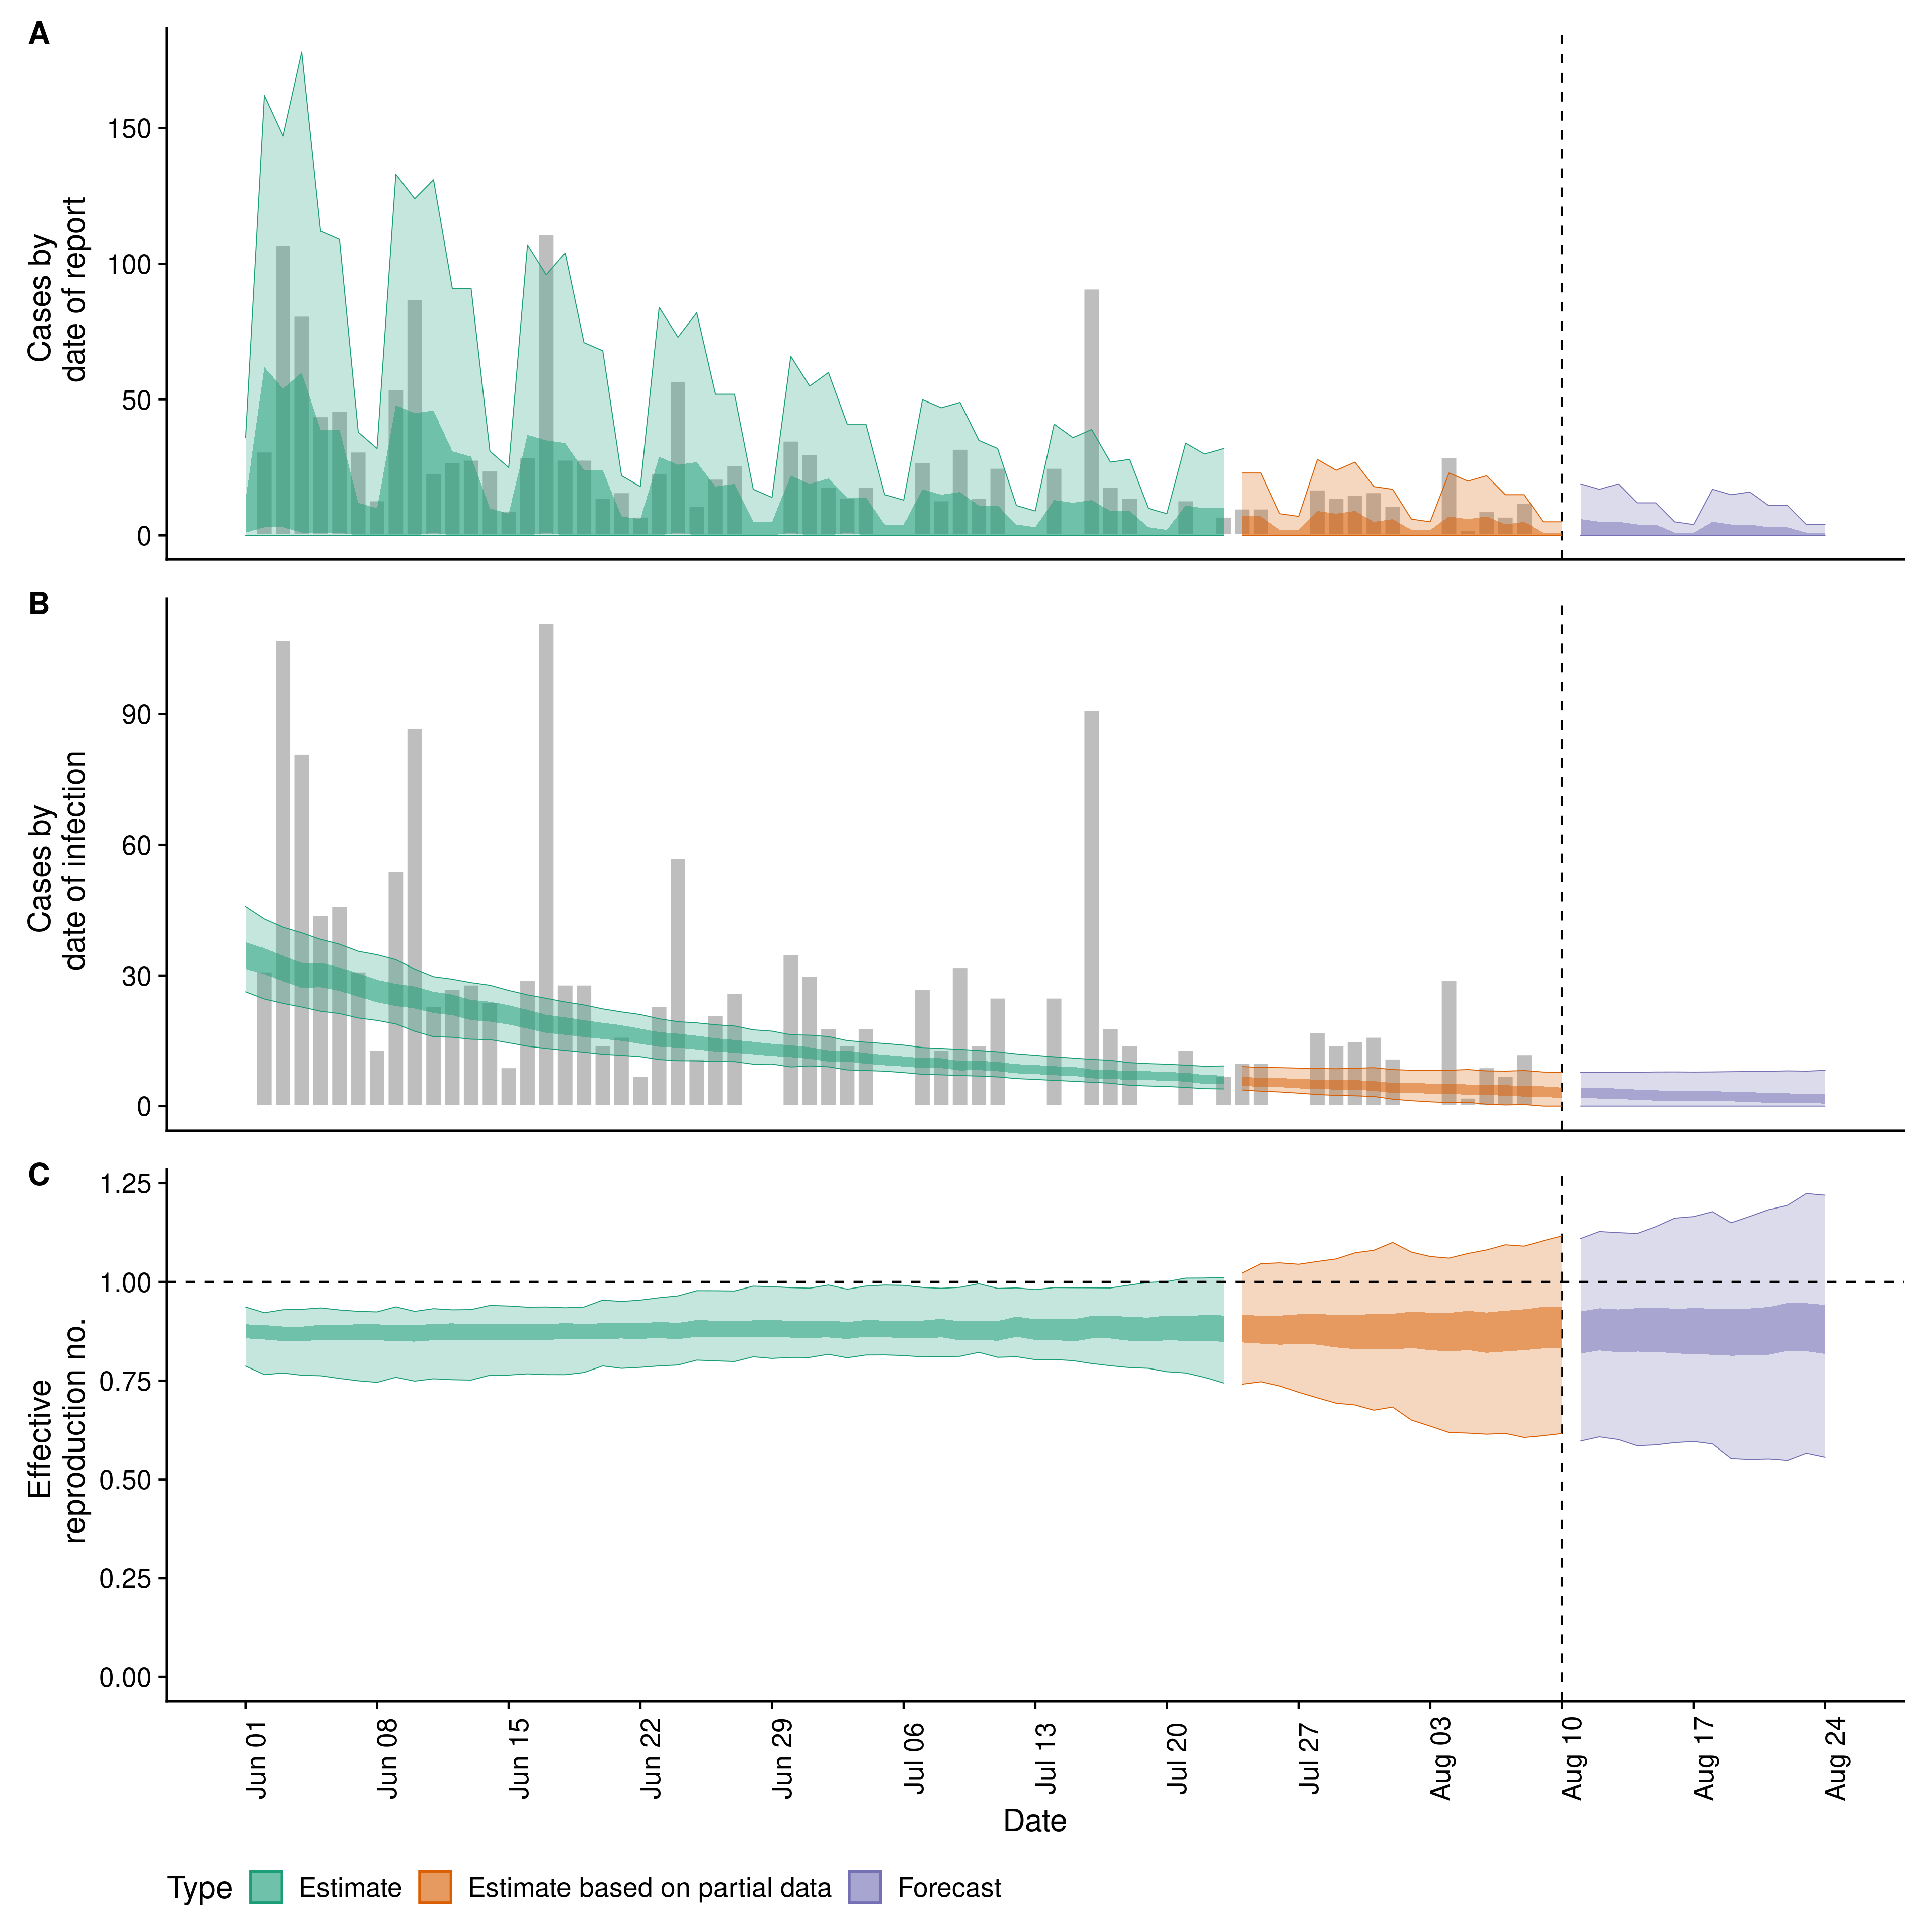 A
150
100
50
0
Cases by
date of report
B
90
60
30
0
Cases by
date of infection
C
1.25
1.00
0.75
0.50
0.25
0.00
Effective
reproduction no.
Jun 01
Jun 08
Jun 15
Jun 22
Jun 29
Jul 06
Jul 13
Jul 20
Jul 27
Aug 03
Aug 10
Aug 17
Aug 24
Date
Type Estimate Estimate based on partial data Forecast